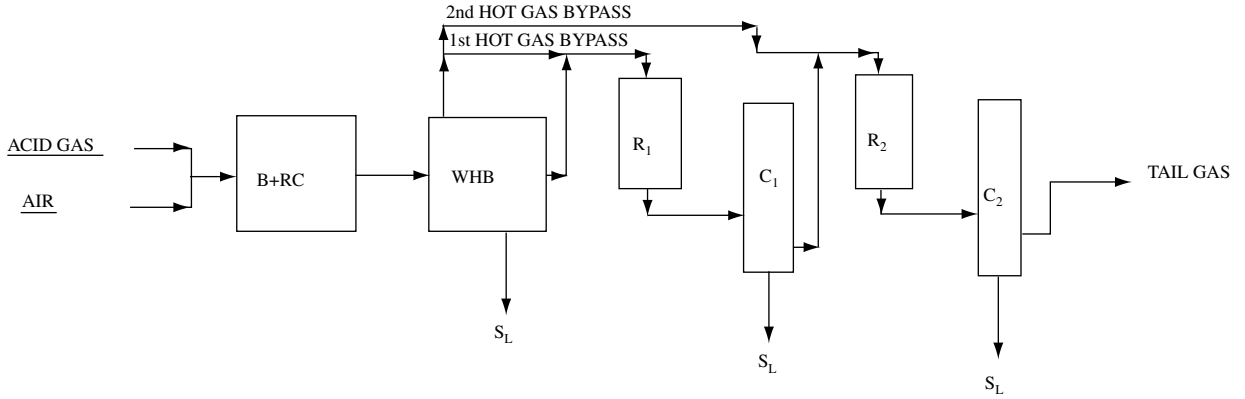 2nd HOT GAS BYPASS
1st HOT GAS BYPASS
ACID GAS
AIR
B+RC
WHB
R1
C1
R2
C2
TAIL GAS
SL
SL
SL